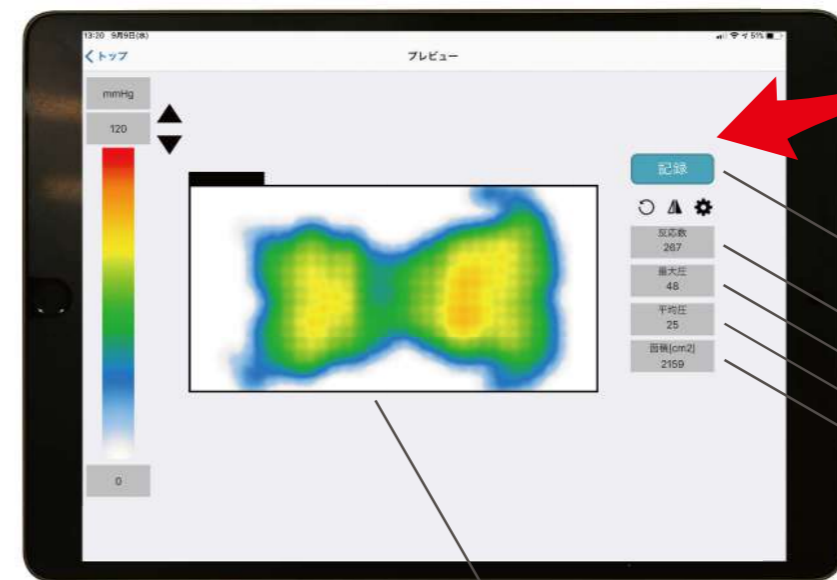 13:20 9月9日(水)
51%
トップ
プレビュー
mmHg
120
記録
反応数
267
最大圧
48
平均圧
25
面積[cm2]
2159
0